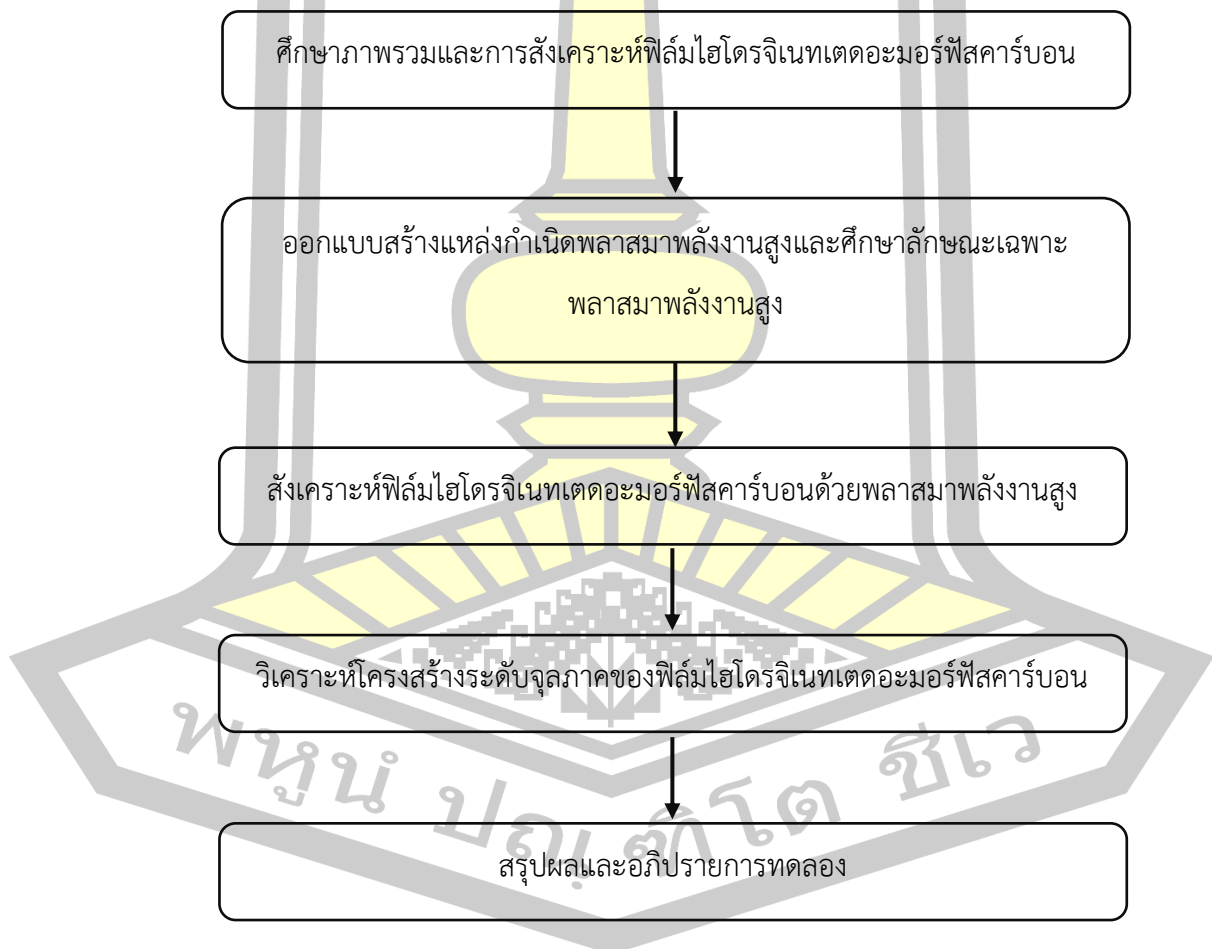 ศึกษาภาพรวมและการสังเคราะห์ฟิล์มไฮโดรจิเนทเตดอะมอร์ฟัสคาร์บอน
ออกแบบสร้างแหล่งกำเนิดพลาสมาพลังงานสูงและศึกษาลักษณะเฉพาะ
พลาสมาพลังงานสูง
สังเคราะห์ฟิล์มไฮโดรจิเนทเตดอะมอร์ฟัสคาร์บอนด้วยพลาสมาพลังงานสูง
วิเคราะห์โครงสร้างระดับจุลภาคของฟิล์มไฮโดรจิเนทเตดอะมอร์ฟัสคาร์บอน
พหูนํ ปณฺฑิโต ชีเว
สรุปผลและอภิปรายการทดลอง